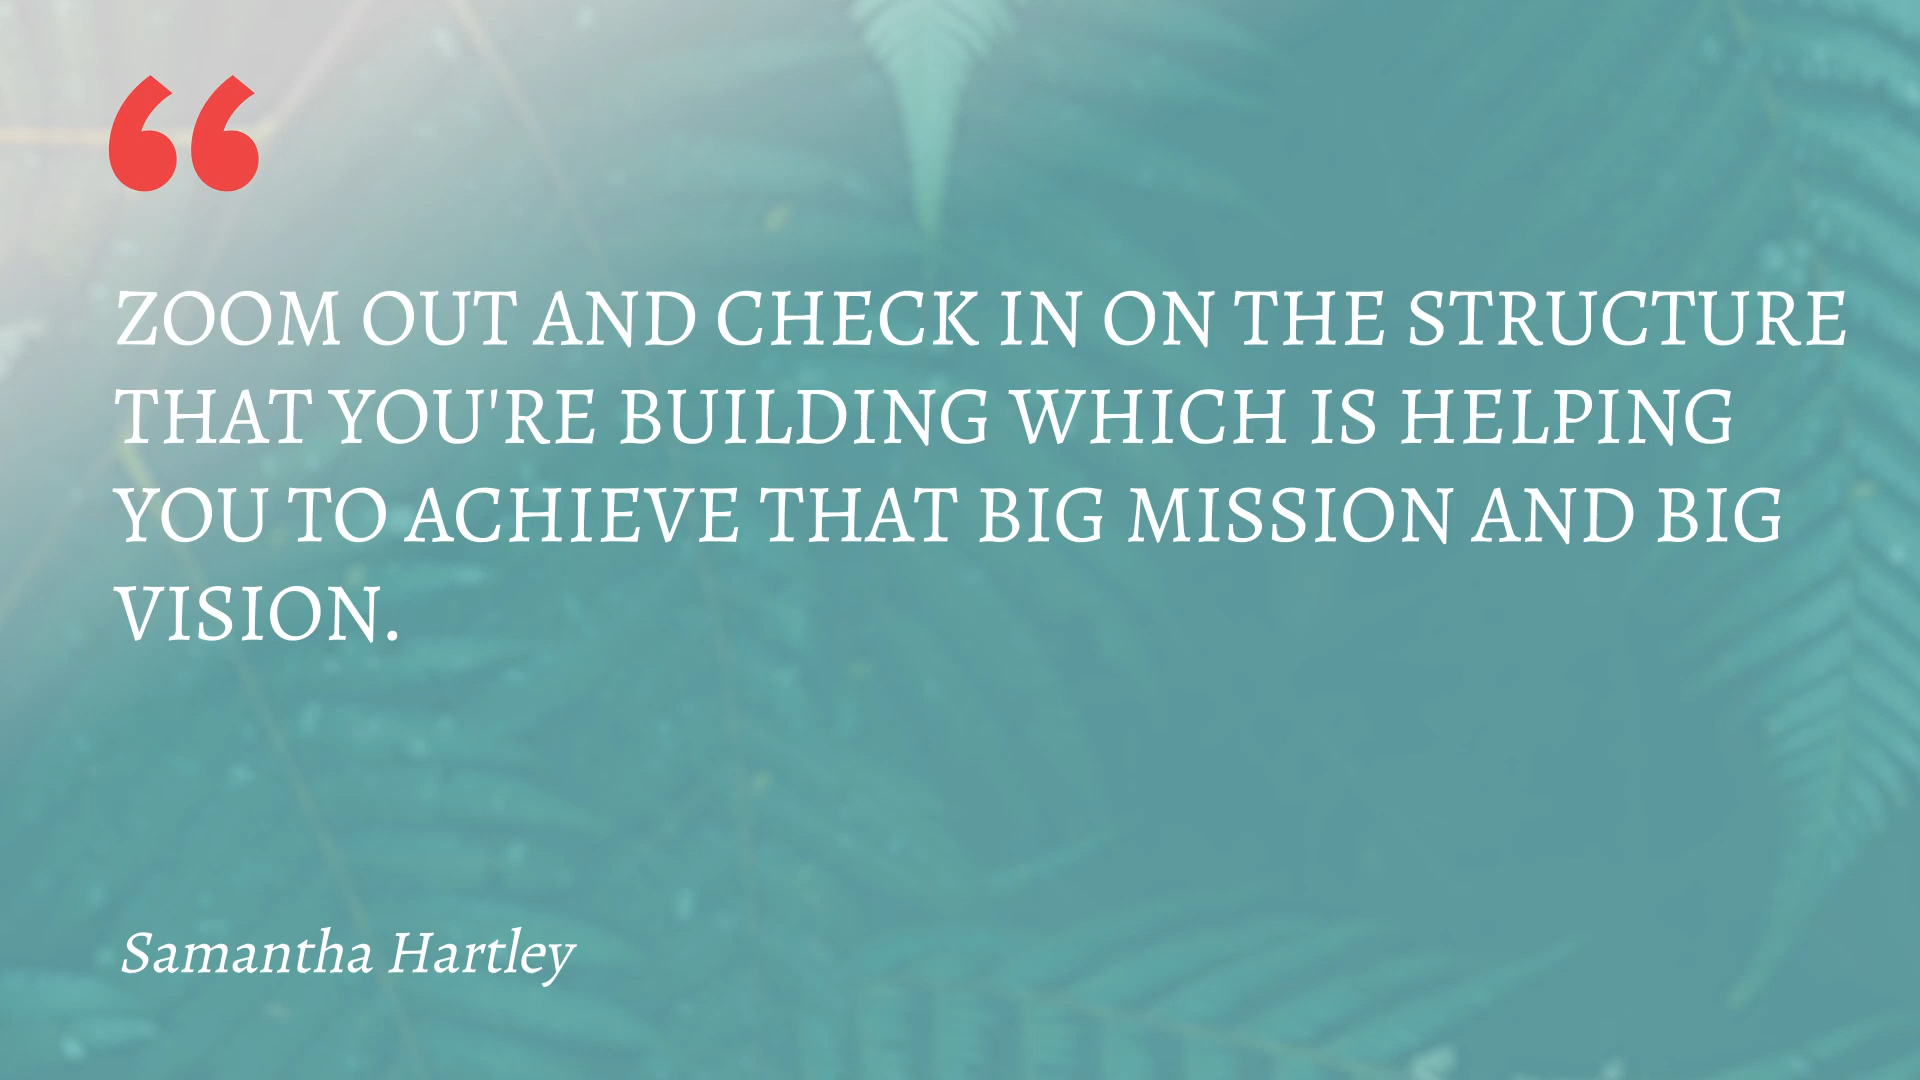 “
ZOOM OUT AND CHECK IN ON THE STRUCTURE
THAT YOU'RE BUILDING WHICH IS HELPING
YOU TO ACHIEVE THAT BIG MISSION AND BIG
VISION.
Samantha Hartley